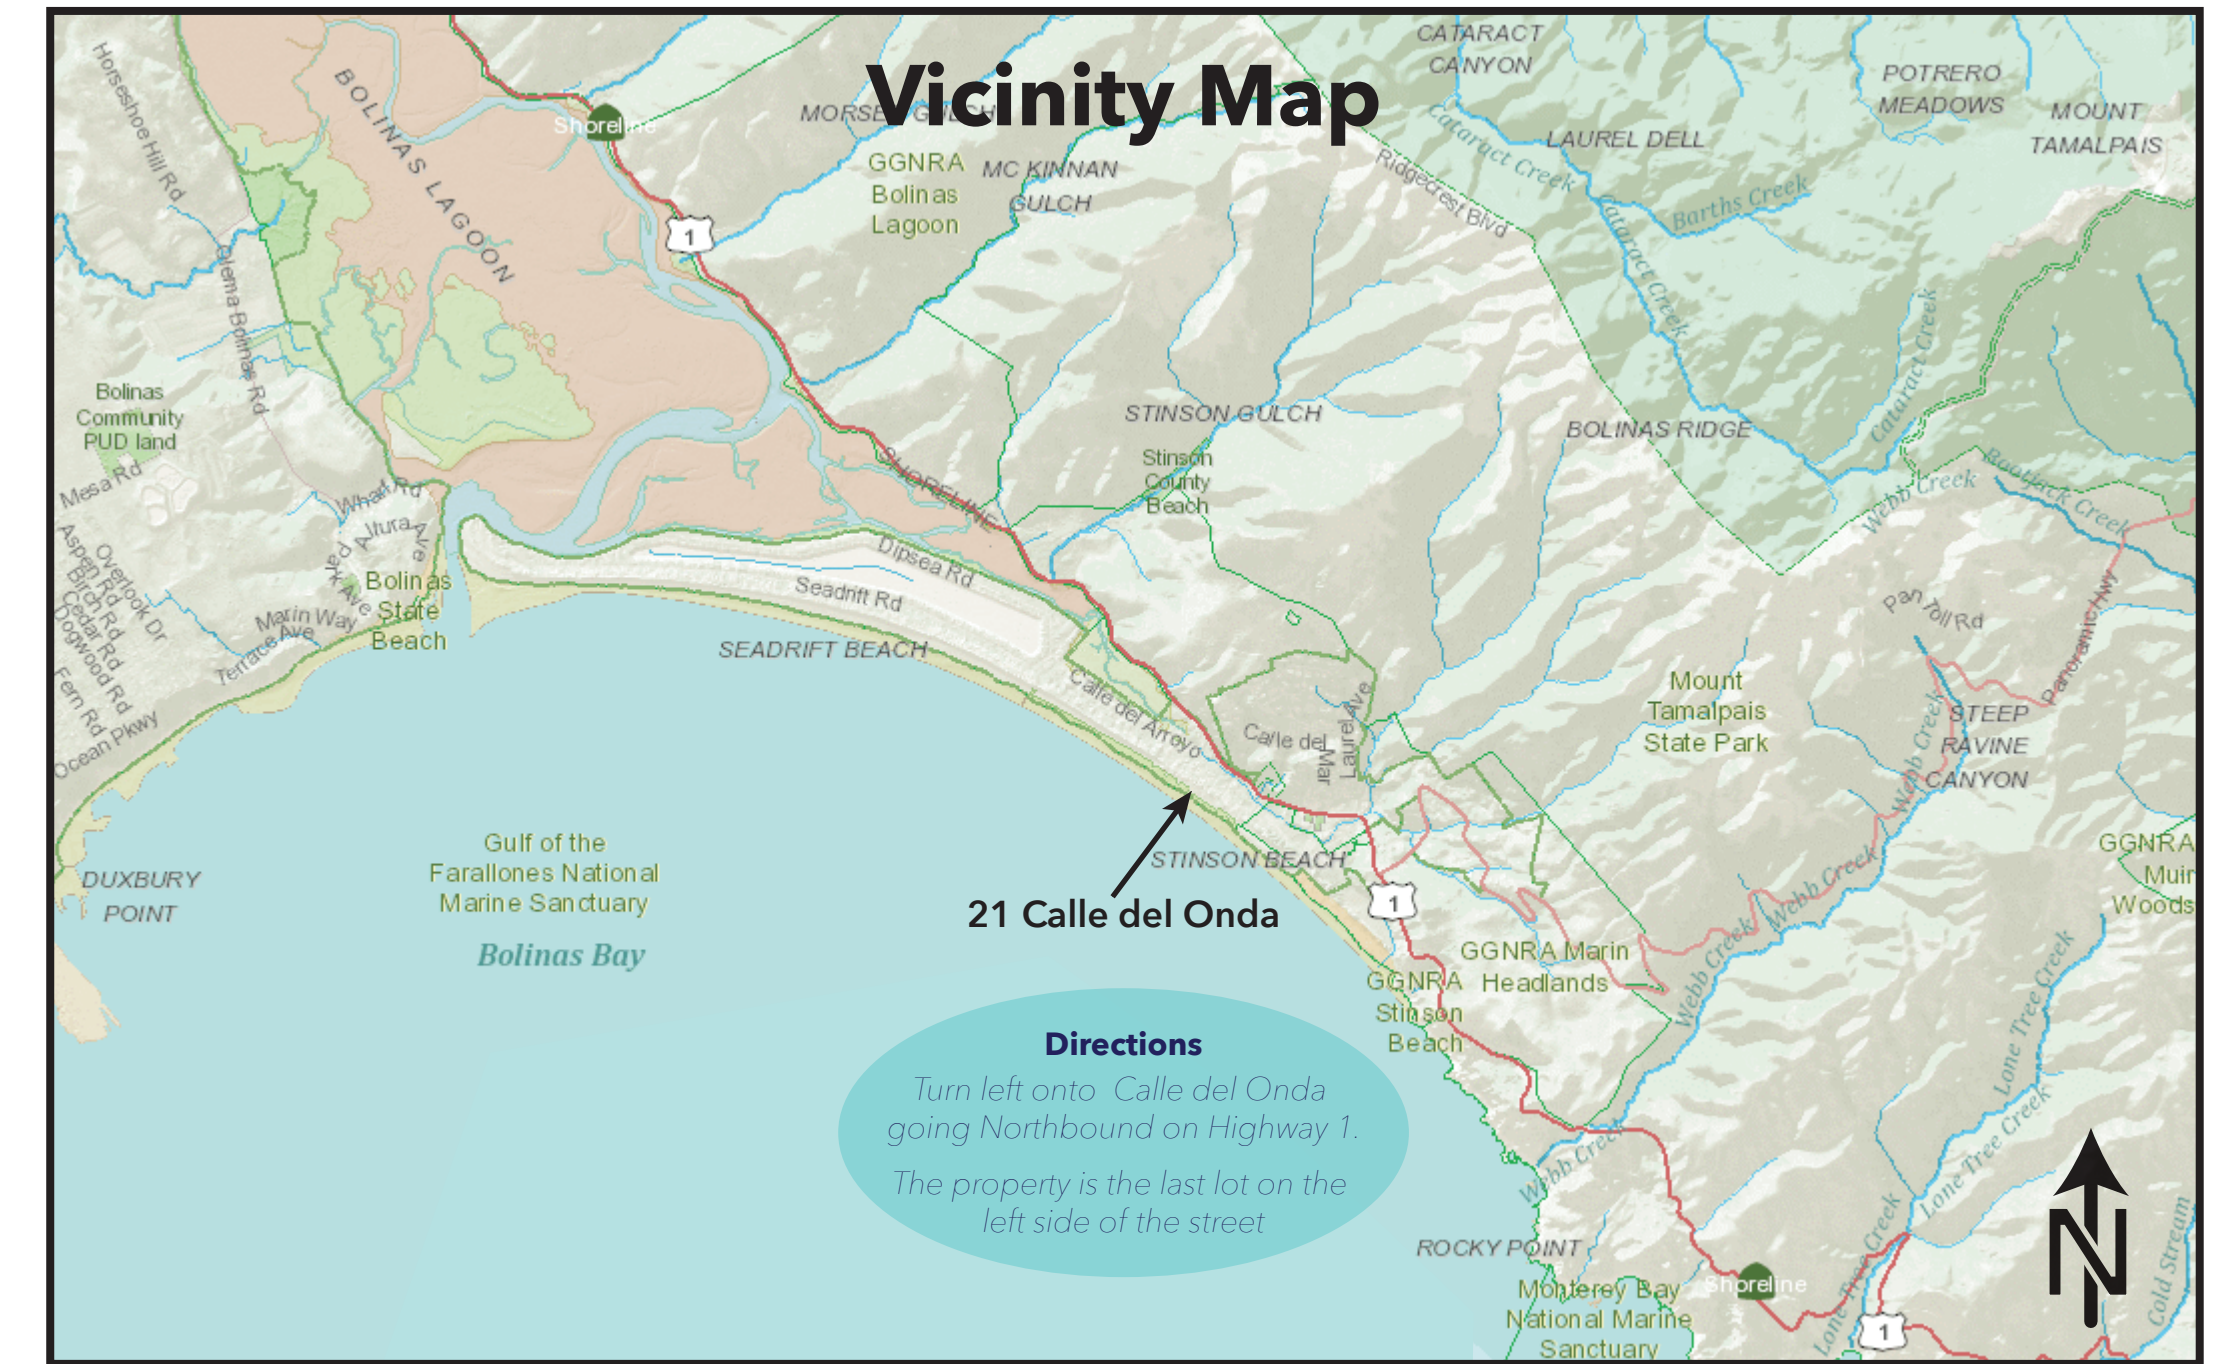 Vicinity Map
CATARACT
CANYON
POTRERO
MEADOWS
MOUNT
TAMALPAIS
Horseshoe Hill Rd
BOLINAS LAGOON
Shoreline
MORSES GULCH
GGNRA
Bolinas
Lagoon
MC KINNAN
GULCH
Cataract Creek
LAUREL DELL
Ridgecrest Blvd
Barths Creek
Cataract Creek
Cataract Creek
1
Olema Bolinas Rd
Bolinas
Community
PUD land
Mesa Rd
STINSON GULCH
Stinson
County
Beach
BOLINAS RIDGE
Webb Creek
Rootjack Creek
SHORELINE
Wharf Rd
Altura Ave
Park Ave
Overlook Dr
Aspen Rd
Birch Rd
Cedar Rd
Dogwood Rd
Fern Rd
Bolinas
State
Beach
Marin Way
Terrace Ave
Ocean Pkwy
Dipsea Rd
Seadrift Rd
SEADRIFT BEACH
Calle del Arroyo
Calle del
Mar
Laurel Ave
Pan Toll Rd
Panoramic Hwy
Mount
Tamalpais
State Park
STEEP
RAVINE
CANYON
Webb Creek
Webb Creek
Webb Creek
Webb Creek
GGNRA
Muir
Woods
DUXBURY
POINT
Gulf of the
Farallones National
Marine Sanctuary
Bolinas Bay
STINSON BEACH
21 Calle del Onda
1
GGNRA Marin
Headlands
GGNRA
Stinson
Beach
Lone Tree Creek
Lone Tree Creek
Directions
Turn left onto  Calle del Onda
going Northbound on Highway 1.
The property is the last lot on the
left side of the street
Webb Creek
ROCKY POINT
Monterey Bay
National Marine
Sanctuary
Shoreline
Lone Tree Creek
1
Cold Stream
N